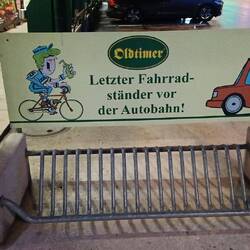 Oldtimer
Letzter Fahrrad-
ständer vor
der Autobahn!